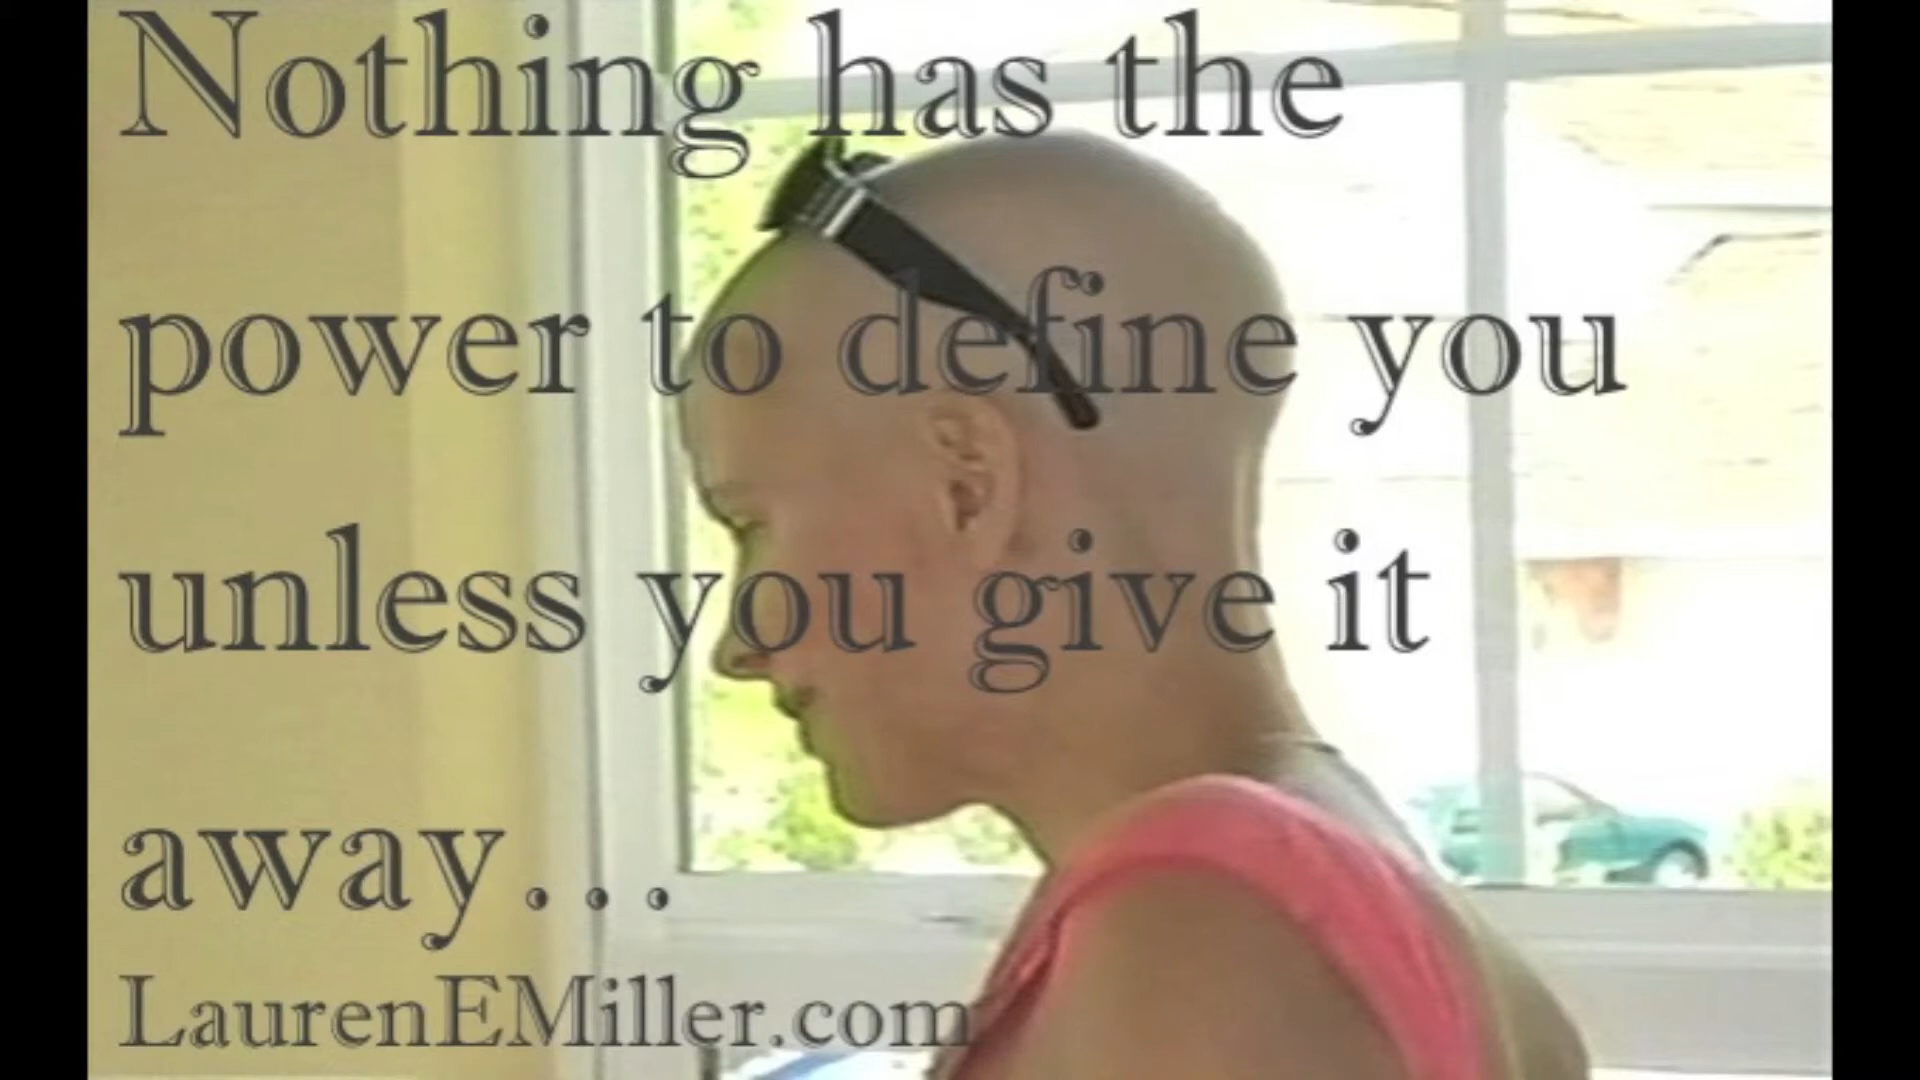 Nothing has the
power to define you
unless you give it
away...
LaurenEMiller.com